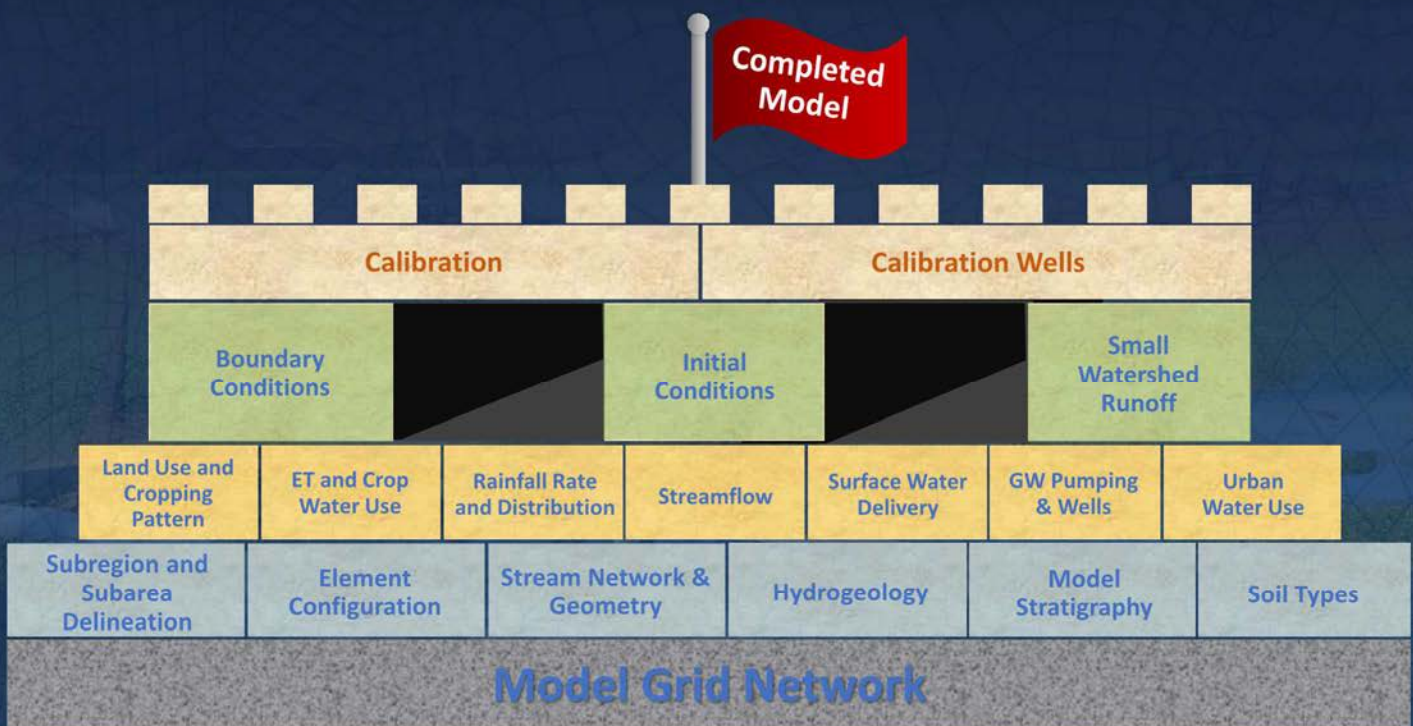 Completed
Model
Calibration
Calibration Wells
Boundary
Conditions
Initial
Conditions
Small
Watershed
Runoff
Land Use and
Cropping
Pattern
ET and Crop
Water Use
Rainfall Rate
and Distribution
Streamflow
Surface Water
Delivery
GW Pumping
& Wells
Urban
Water Use
Subregion and
Subarea
Delineation
Element
Configuration
Stream Network &
Geometry
Hydrogeology
Model
Stratigraphy
Soil Types
Model Grid Network